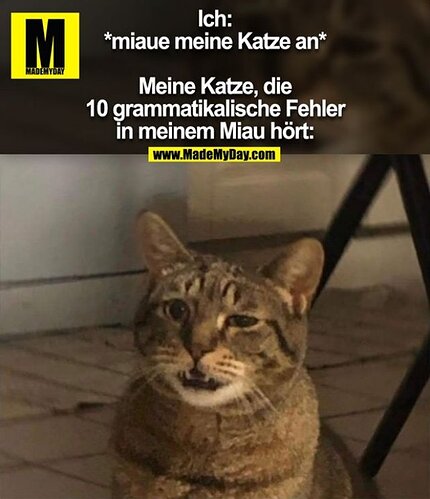 M
MADEMYDAY
Ich:
*miaue meine Katze an*
Meine Katze, die
10 grammatikalische Fehler
in meinem Miau hört:
www.MadeMyDay.com